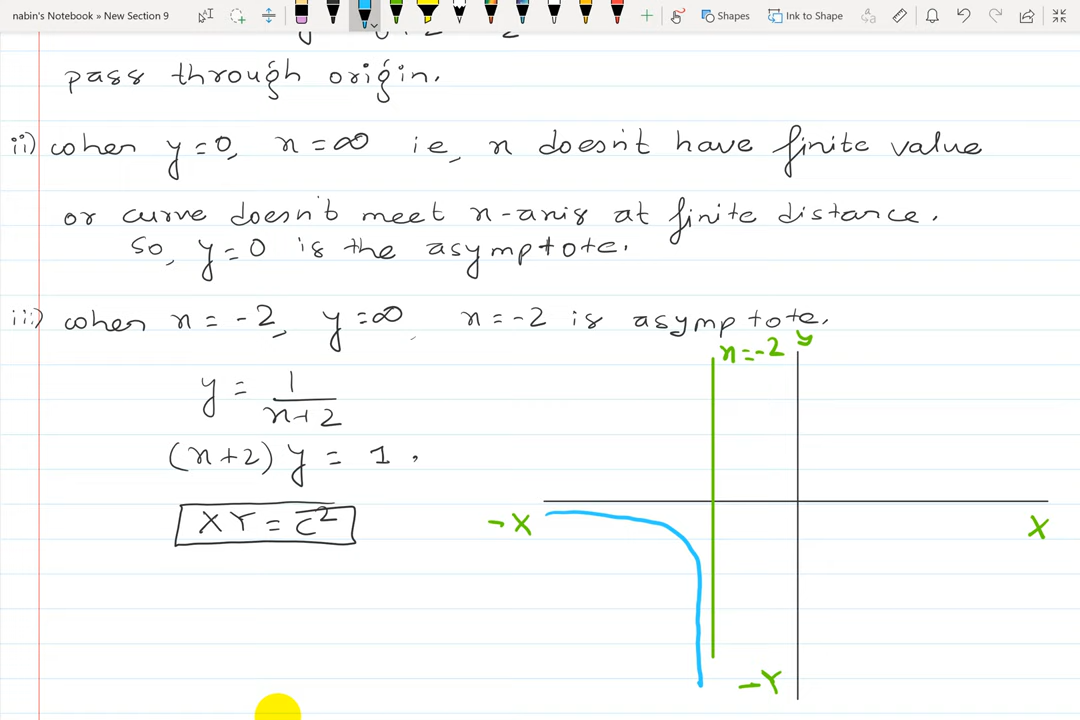 nabin's Notebook » New Section 9
Shapes
Ink to Shape
pass through origin.
ii) when y=0, x=∞ ie, x doesn't have finite value
or curve doesn't meet x-axis at finite distance.
So, y=0 is the asymptote.
iii) when x=-2, y=∞ x=-2 is asymptote.
x=-2 y
y = 1/(x+2)
(x+2) y = 1.
XY = c²
-X X
-Y